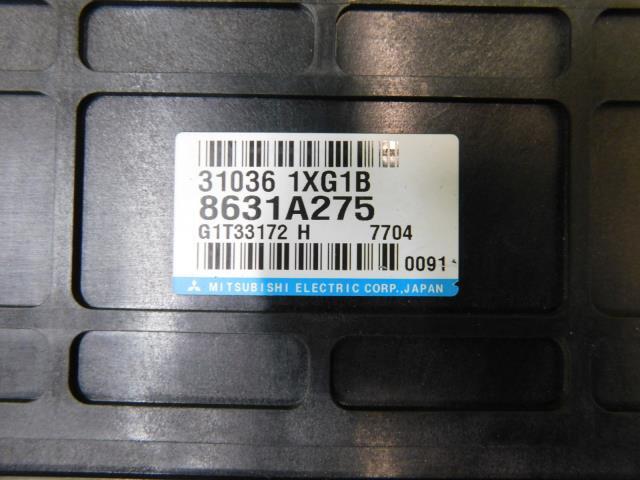 31036 1XG1B
8631A275
G1T33172 H 7704
0091
MITSUBISHI ELECTRIC CORP.,JAPAN